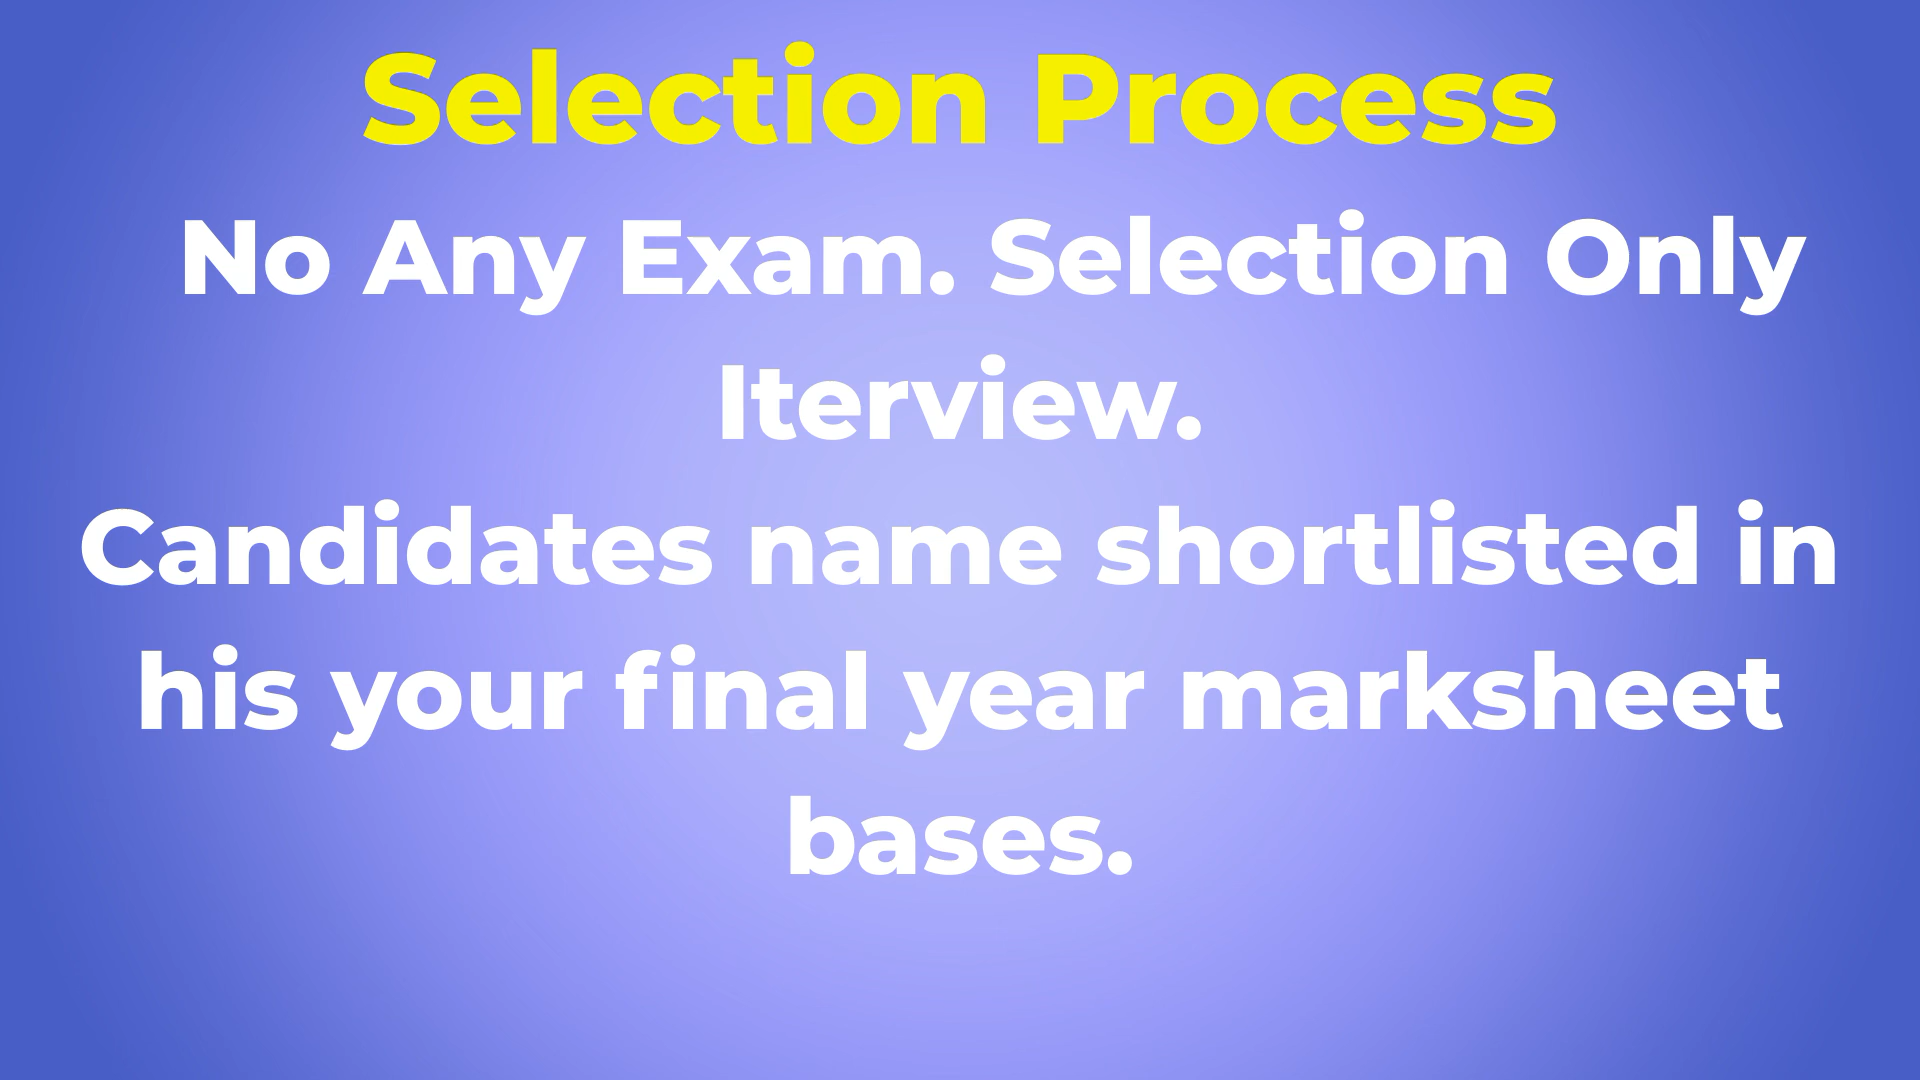 Selection Process
No Any Exam. Selection Only
Iterview.
Candidates name shortlisted in
his your final year marksheet
bases.